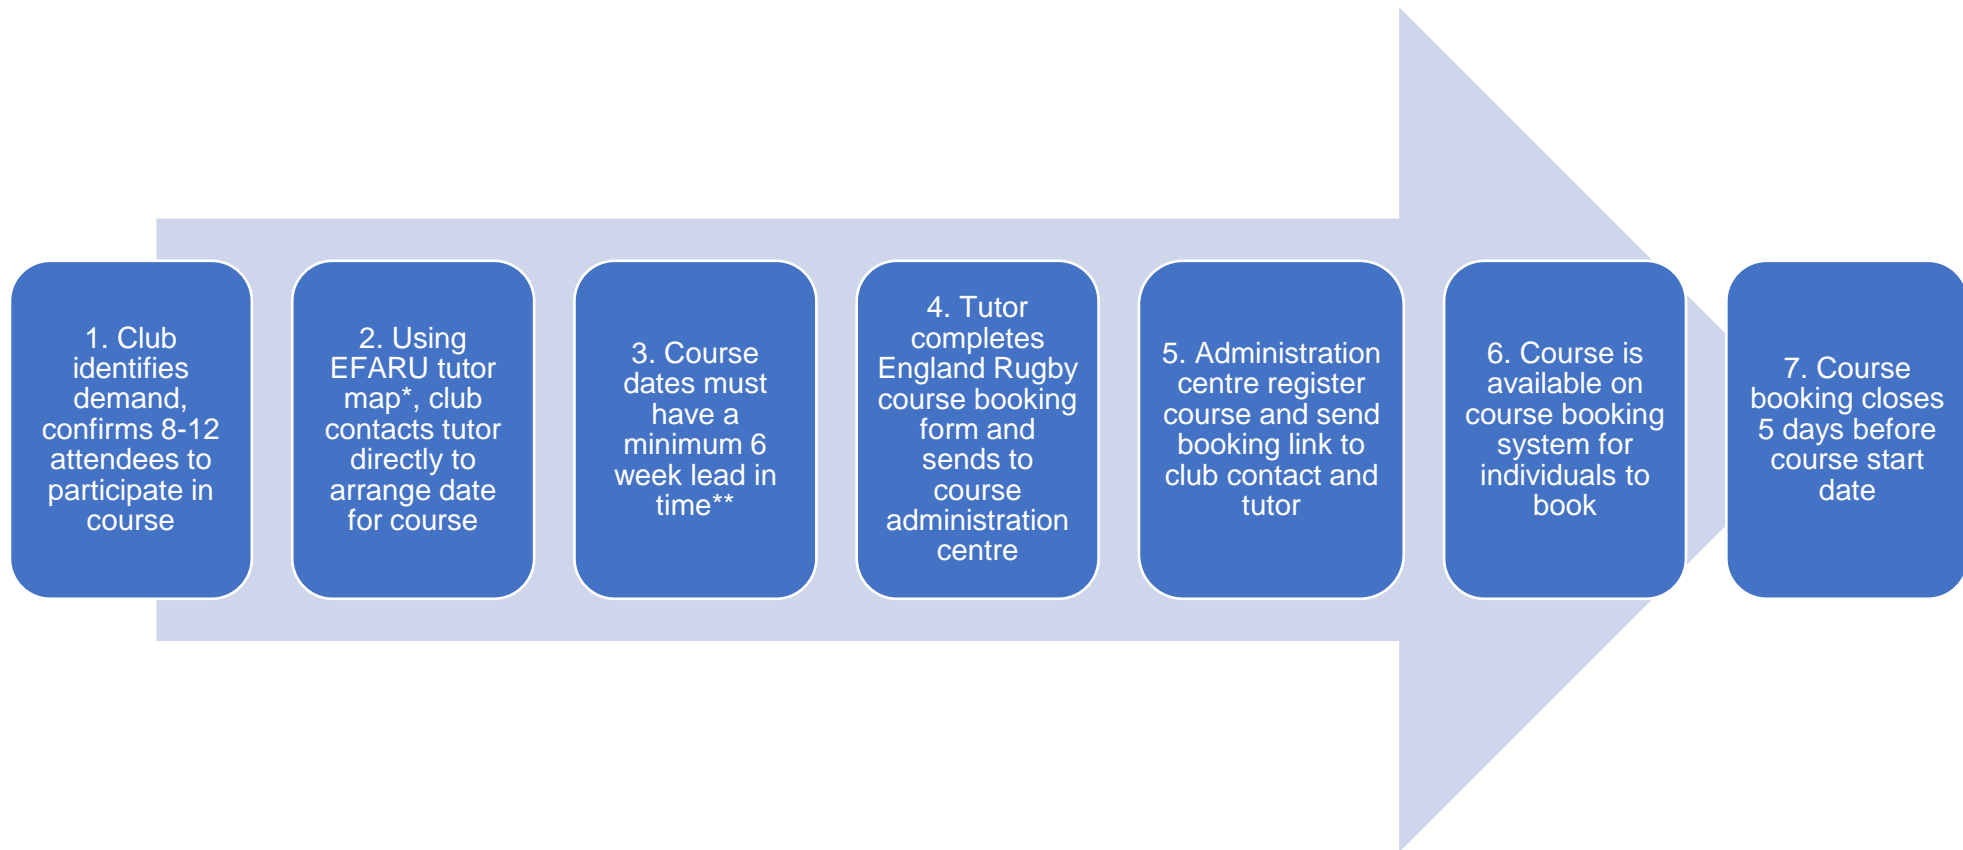 1. Club
identifies
demand,
confirms 8-12
attendees to
participate in
course
2. Using
EFARU tutor
map*, club
contacts tutor
directly to
arrange date
for course
3. Course
dates must
have a
minimum 6
week lead in
time**
4. Tutor
completes
England Rugby
course booking
form and
sends to
course
administration
centre
5. Administration
centre register
course and send
booking link to
club contact and
tutor
6. Course is
available on
course booking
system for
individuals to
book
7. Course
booking closes
5 days before
course start
date